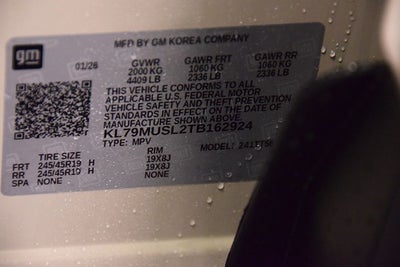 gm
MFD BY GM KOREA COMPANY
01/26 GVWR GAWR FRT GAWR RR
2000 KG 1060 KG 1060 KG
4409 LB 2336 LB 2336 LB
THIS VEHICLE CONFORMS TO ALL
APPLICABLE U.S. FEDERAL MOTOR
VEHICLE SAFETY AND THEFT PREVENTION
STANDARDS IN EFFECT ON THE DATE OF
MANUFACTURE SHOWN ABOVE
KL79MUSL2TB162924
TYPE: MPV MODEL:
TIRE SIZE RIM
FRT 245/45R19 H 19X8J
RR 245/45R19 H 19X8J
SPA NONE NONE